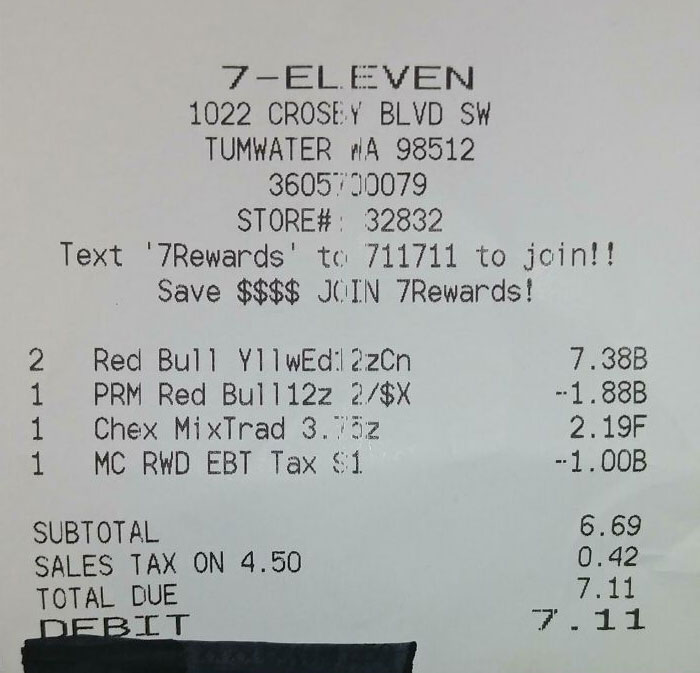 7-ELEVEN
1022 CROSBY BLVD SW
TUMWATER WA 98512
3605700079
STORE#: 32832
Text '7Rewards' to 711711 to join!!
Save $$$$ JOIN 7Rewards!
2 Red Bull YllwEd12zCn 7.38B
1 PRM Red Bull12z 2/$X -1.88B
1 Chex MixTrad 3.75z 2.19F
1 MC RWD EBT Tax $1 -1.00B
SUBTOTAL 6.69
SALES TAX ON 4.50 0.42
TOTAL DUE 7.11
DEBIT 7.11